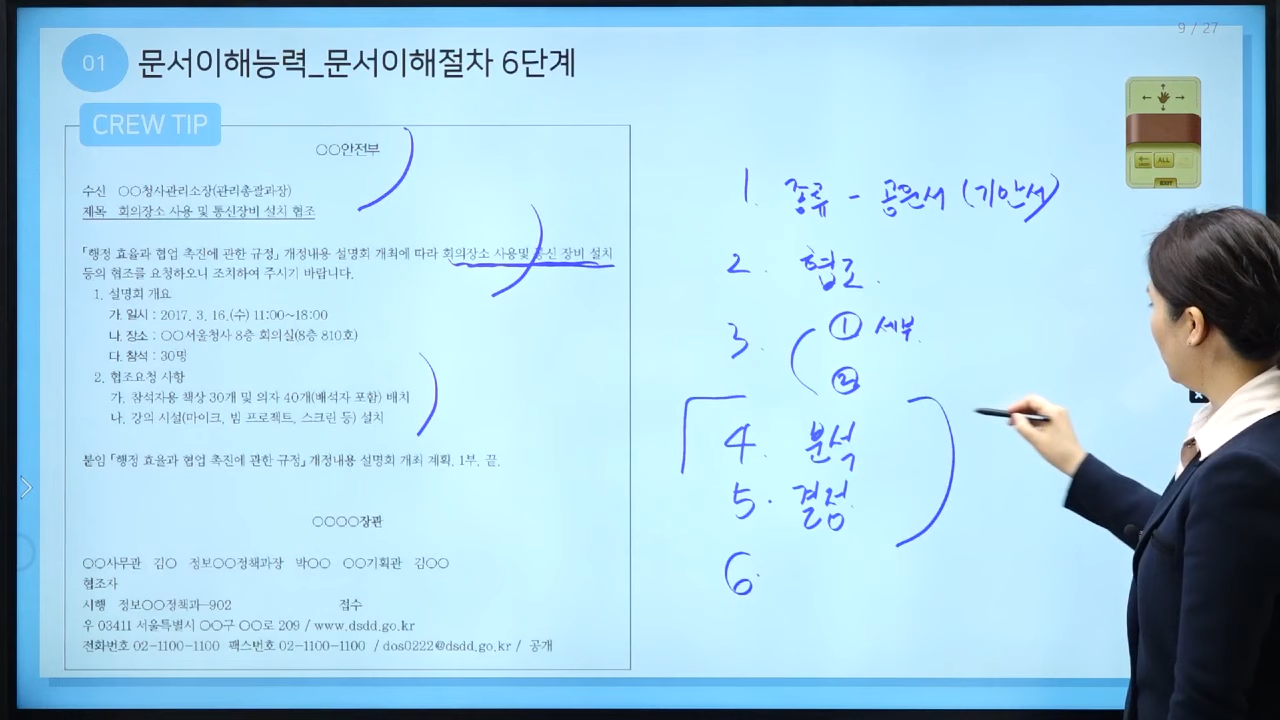 9 / 27
01 문서이해능력_문서이해절차 6단계
CREW TIP
○○안전부
수신 ○○청사관리소장(관리총괄과장)
제목 회의장소 사용 및 통신장비 설치 협조
「행정 효율과 협업 촉진에 관한 규정」 개정내용 설명회 개최에 따라 회의장소 사용및 통신 장비 설치
등의 협조를 요청하오니 조치하여 주시기 바랍니다.
1. 설명회 개요
가. 일시 : 2017. 3. 16.(수) 11:00~18:00
나. 장소 : ○○서울청사 8층 회의실(8층 810호)
다. 참석 : 30명
2. 협조요청 사항
가. 참석자용 책상 30개 및 의자 40개(배석자 포함) 배치
나. 강의 시설(마이크, 빔 프로젝트, 스크린 등) 설치
붙임 「행정 효율과 협업 촉진에 관한 규정」 개정내용 설명회 개최 계획. 1부. 끝.
○○○○장관
○○사무관 김○ 정보○○정책과장 박○○ ○○기획관 김○○
협조자
시행 정보○○정책과-902 접수
우 03411 서울특별시 ○○구 ○○로 209 / www.dsdd.go.kr
전화번호 02-1100-1100 팩스번호 02-1100-1100 / dos0222@dsdd.go.kr / 공개
1. 종류 - 공문서 (기안서)
2. 협조.
3. ① 세부.
②
4. 분석
5. 결정
6.
ALL
EXIT